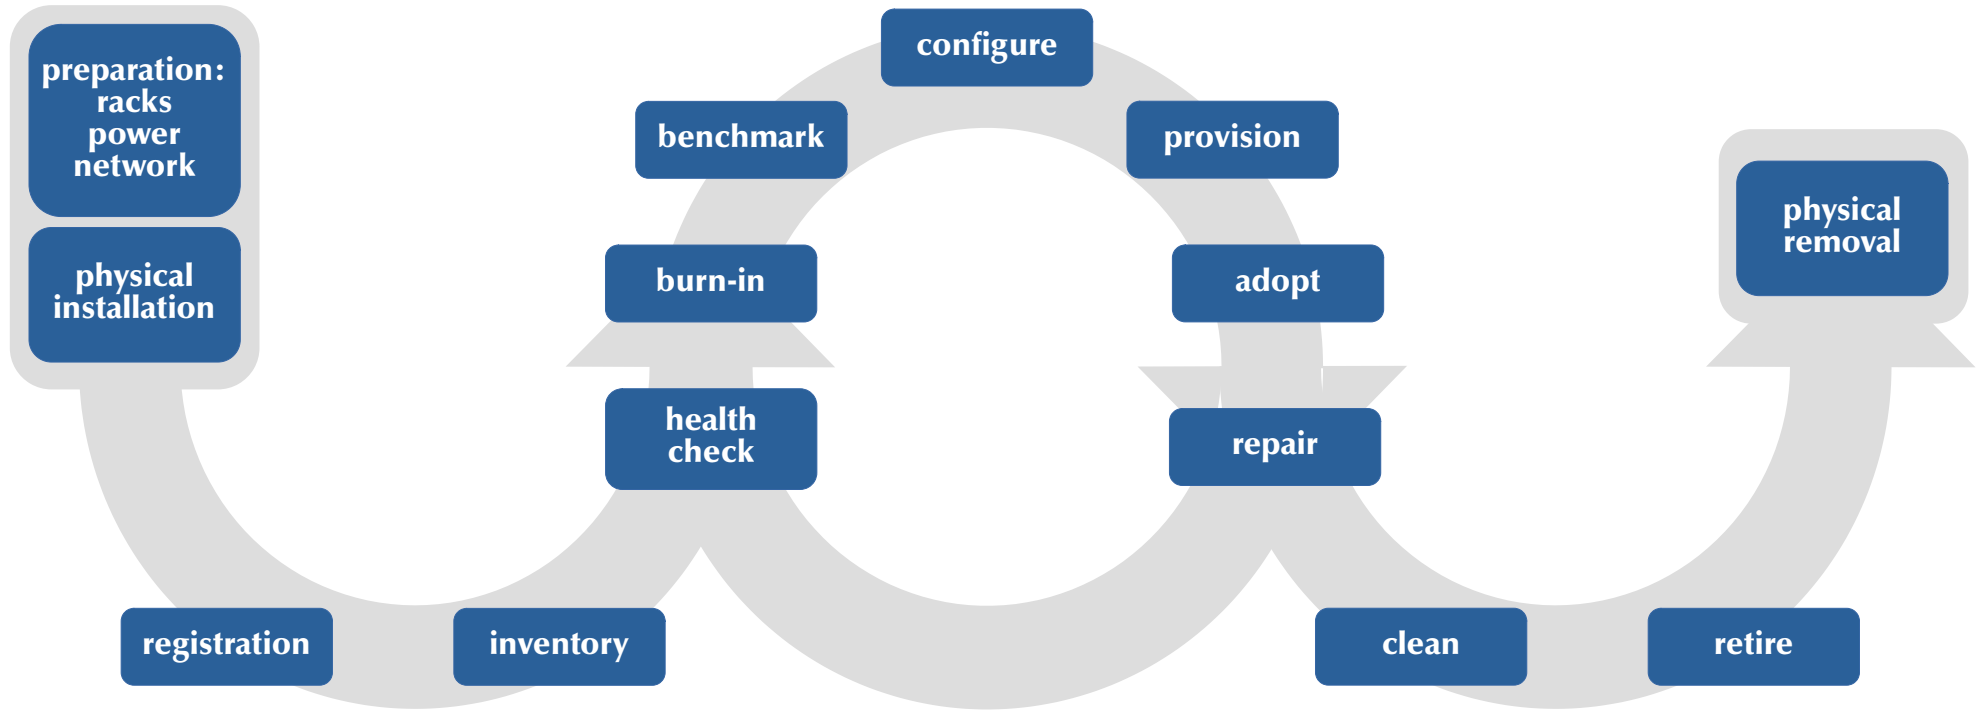 preparation:
racks
power
network
physical
installation
registration
inventory
health
check
burn-in
benchmark
configure
provision
adopt
repair
clean
retire
physical
removal